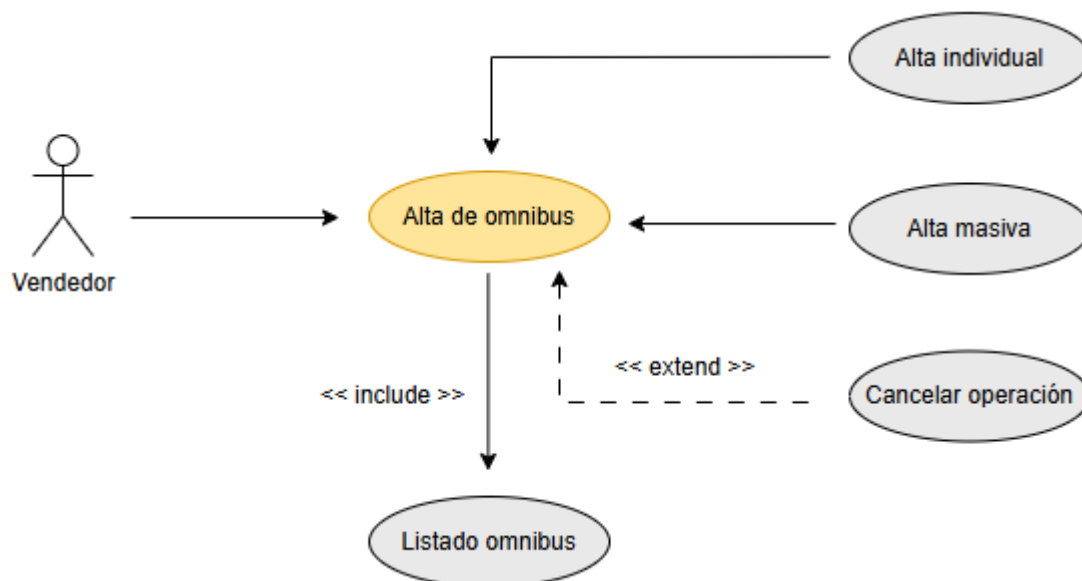 Alta individual
Alta de omnibus
Alta masiva
Vendedor
<< extend >>
<< include >>
Cancelar operación
Listado omnibus